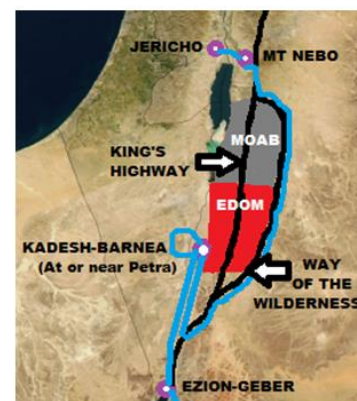 JERICHO
MT NEBO
MOAB
KING'S
HIGHWAY
EDOM
KADESH-BARNEA
(At or near Petra)
WAY
OF THE
WILDERNESS
EZION-GEBER